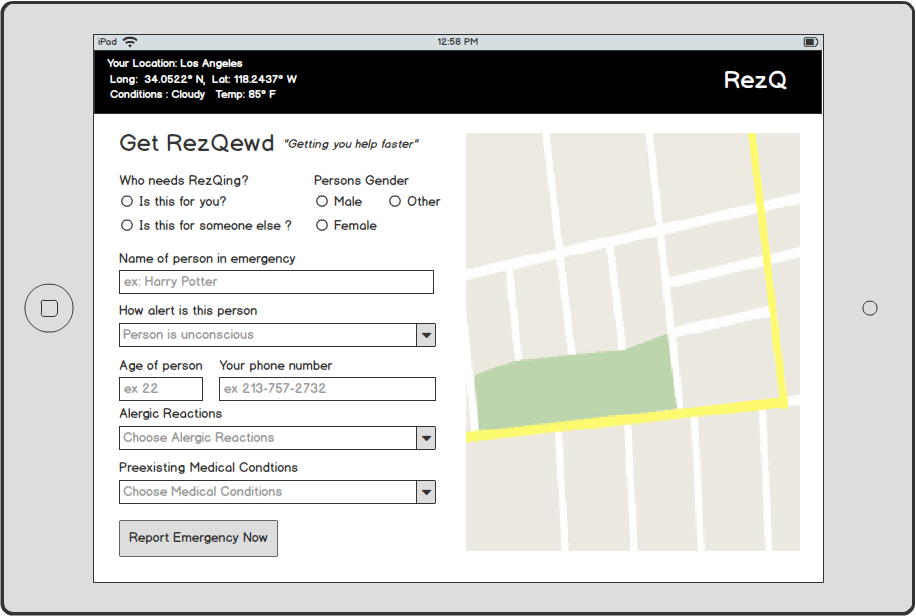 iPad
12:58 PM
Your Location: Los Angeles
Long: 34.0522° N, Lat: 118.2437° W
Conditions : Cloudy Temp: 85° F
RezQ
Get RezQewd "Getting you help faster"
Who needs RezQing?
Is this for you?
Is this for someone else ?
Persons Gender
Male
Other
Female
Name of person in emergency
ex: Harry Potter
How alert is this person
Person is unconscious
Age of person
ex 22
Your phone number
ex 213-757-2732
Alergic Reactions
Choose Alergic Reactions
Preexisting Medical Condtions
Choose Medical Conditions
Report Emergency Now